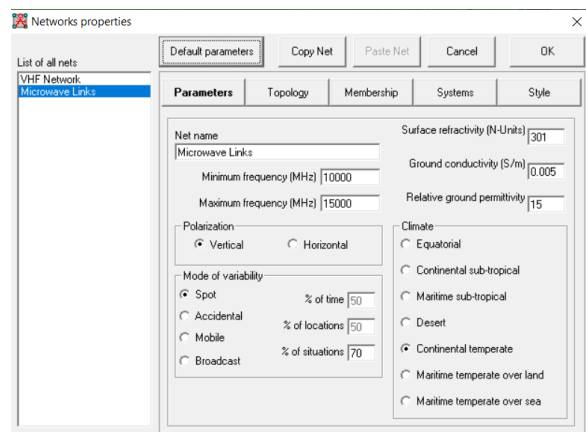 Networks properties
List of all nets
VHF Network
Microwave Links
Default parameters Copy Net Paste Net Cancel OK
Parameters Topology Membership Systems Style
Net name
Microwave Links
Minimum frequency (MHz) 10000
Maximum frequency (MHz) 15000
Surface refractivity (N-Units) 301
Ground conductivity (S/m) 0.005
Relative ground permittivity 15
Polarization
Vertical Horizontal
Mode of variability
Spot
Accidental
Mobile
Broadcast
% of time 50
% of locations 50
% of situations 70
Climate
Equatorial
Continental sub-tropical
Maritime sub-tropical
Desert
Continental temperate
Maritime temperate over land
Maritime temperate over sea